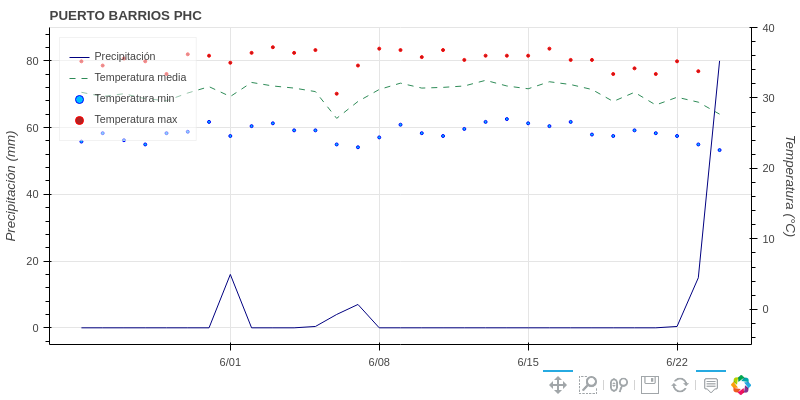 PUERTO BARRIOS PHC
Precipitación
Temperatura media
Temperatura min
Temperatura max
Precipitación (mm)
80
60
40
20
0
40
30
20
10
0
Temperatura (°C)
6/01
6/08
6/15
6/22